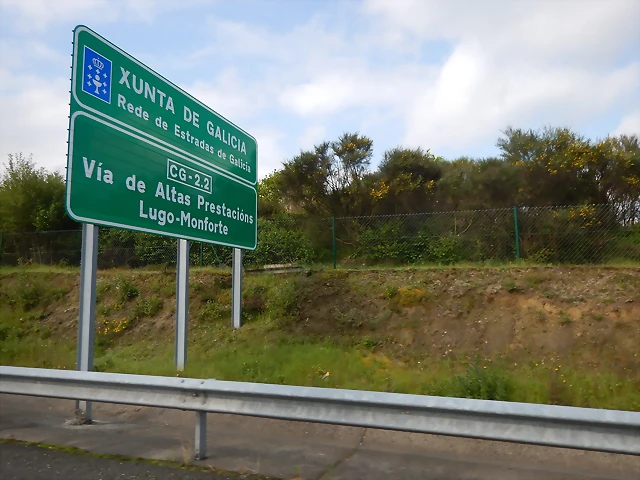 XUNTA DE GALICIA
Rede de Estradas de Galicia
CG-2.2
Vía de Altas Prestacións
Lugo-Monforte